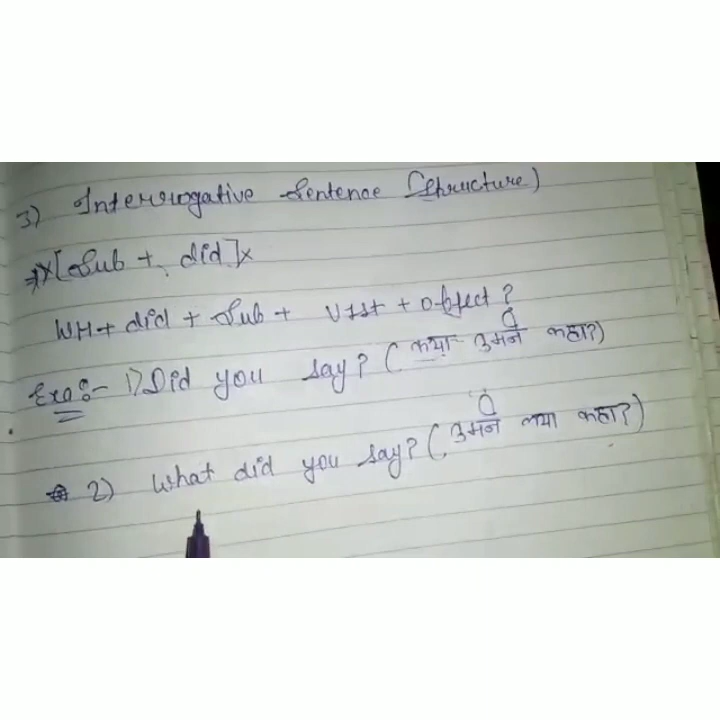 3) Interrogative Sentence (Structure)
⇒×[Sub + did]×
WH + did + Sub + V1st + object?
Exa:- 1) Did you say? (क्या तुमने कहा?)
2) What did you say? (तुमने क्या कहा?)